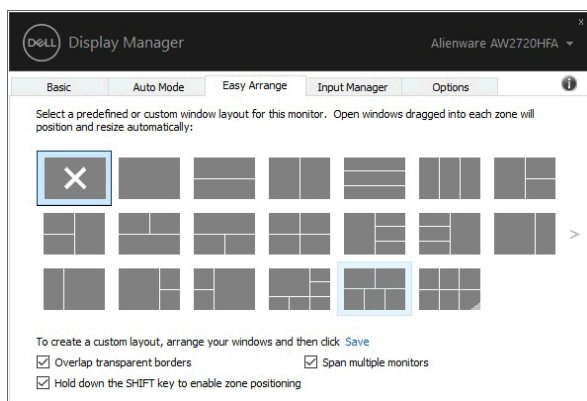 x
DELL Display Manager Alienware AW2720HFA
Basic Auto Mode Easy Arrange Input Manager Options i
Select a predefined or custom window layout for this monitor. Open windows dragged into each zone will
position and resize automatically:
>
To create a custom layout, arrange your windows and then click Save
Overlap transparent borders Span multiple monitors
Hold down the SHIFT key to enable zone positioning